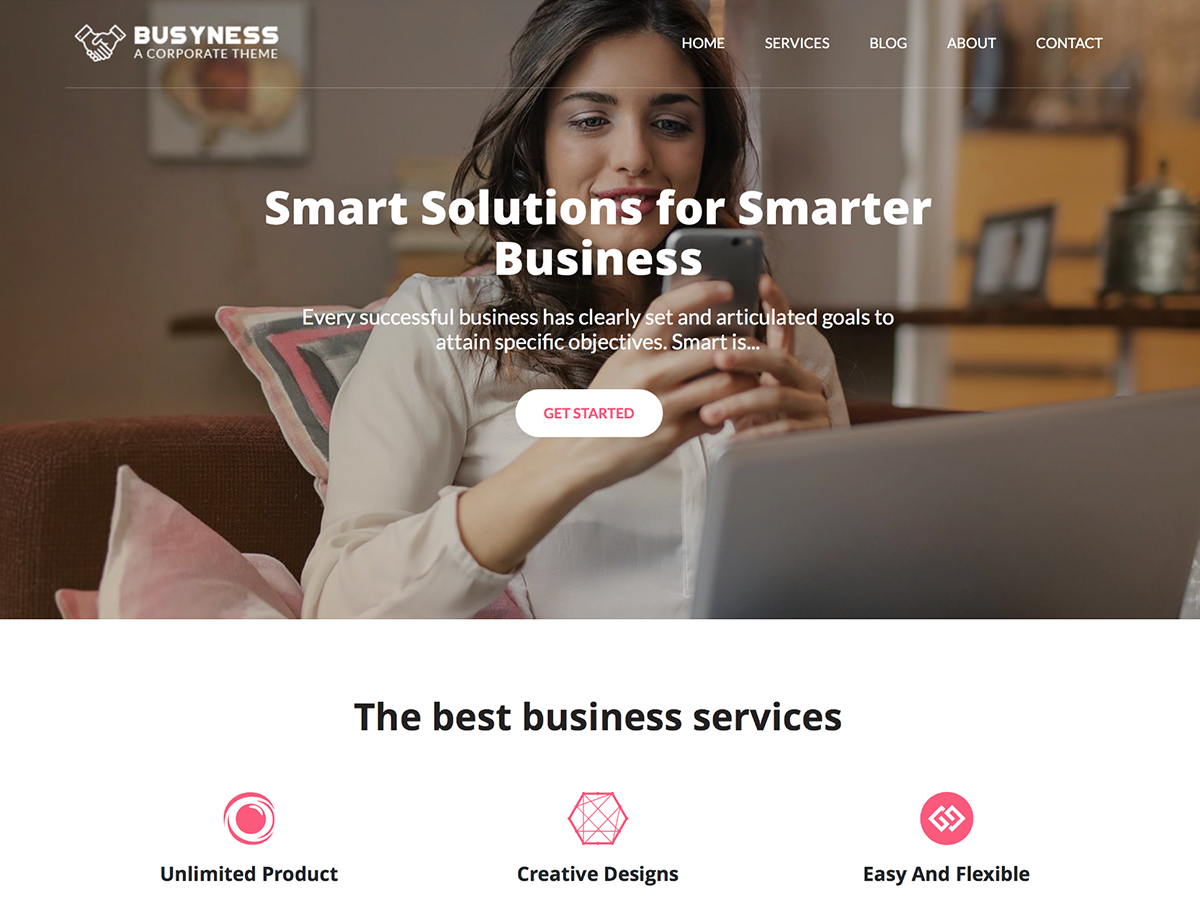 BUSYNESS
A CORPORATE THEME
HOME SERVICES BLOG ABOUT CONTACT
Smart Solutions for Smarter
Business
Every successful business has clearly set and articulated goals to
attain specific objectives. Smart is...
GET STARTED
The best business services
Unlimited Product Creative Designs Easy And Flexible